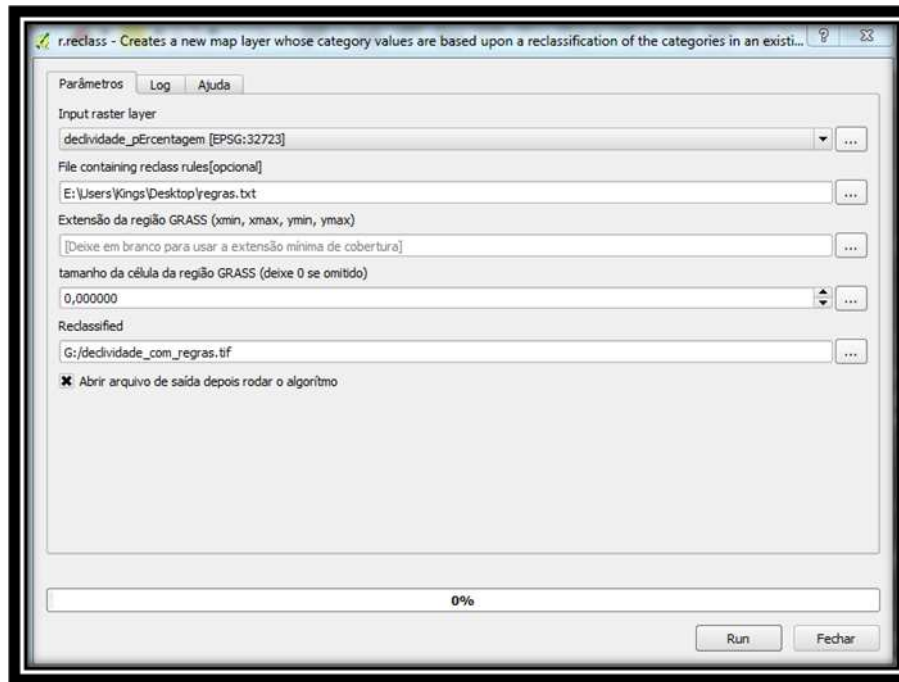 r.reclass - Creates a new map layer whose category values are based upon a reclassification of the categories in an existi...
Parâmetros Log Ajuda
Input raster layer
declividade_pErcentagem [EPSG:32723]
...
File containing reclass rules[opcional]
E:\Users\Kings\Desktop\regras.txt
...
Extensão da região GRASS (xmin, xmax, ymin, ymax)
[Deixe em branco para usar a extensão mínima de cobertura]
...
tamanho da célula da região GRASS (deixe 0 se omitido)
0,000000
...
Reclassified
G:/declividade_com_regras.tif
...
Abrir arquivo de saída depois rodar o algorítmo
0%
Run Fechar